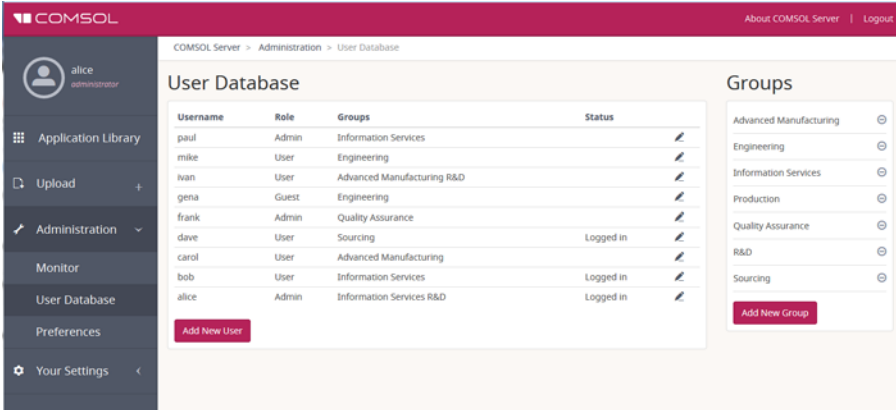 COMSOL
About COMSOL Server | Logout
alice
administrator
Application Library
Upload +
Administration
Monitor
User Database
Preferences
Your Settings
COMSOL Server > Administration > User Database
User Database
Username Role Groups Status
paul Admin Information Services
mike User Engineering
ivan User Advanced Manufacturing R&D
gena Guest Engineering
frank Admin Quality Assurance
dave User Sourcing Logged in
carol User Advanced Manufacturing
bob User Information Services Logged in
alice Admin Information Services R&D Logged in
Add New User
Groups
Advanced Manufacturing
Engineering
Information Services
Production
Quality Assurance
R&D
Sourcing
Add New Group